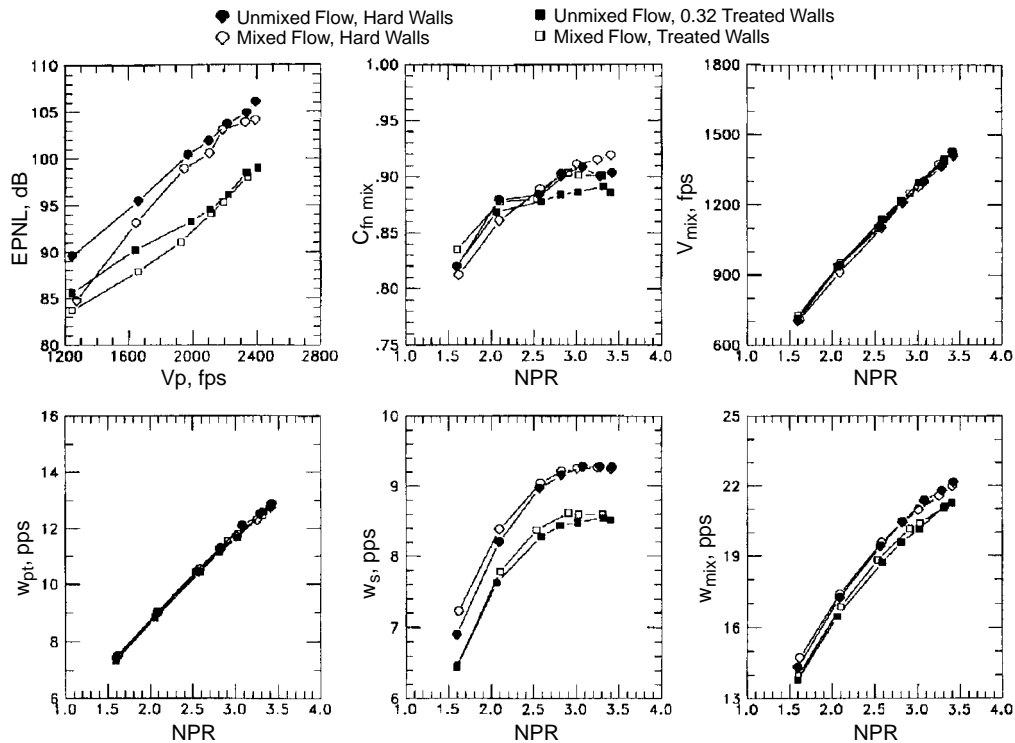 Unmixed Flow, Hard Walls
Unmixed Flow, 0.32 Treated Walls
Mixed Flow, Hard Walls
Mixed Flow, Treated Walls
EPNL, dB
110
105
100
95
90
85
80
1200 1600 2000 2400 2800
Vp, fps
Cfn mix
1.00
.95
.90
.85
.80
.75
1.0 1.5 2.0 2.5 3.0 3.5 4.0
NPR
Vmix, fps
1800
1500
1200
900
600
1.0 1.5 2.0 2.5 3.0 3.5 4.0
NPR
wpt, pps
16
14
12
10
8
6
1.0 1.5 2.0 2.5 3.0 3.5 4.0
NPR
ws, pps
10
9
8
7
6
1.0 1.5 2.0 2.5 3.0 3.5 4.0
NPR
wmix, pps
25
22
19
16
13
1.0 1.5 2.0 2.5 3.0 3.5 4.0
NPR